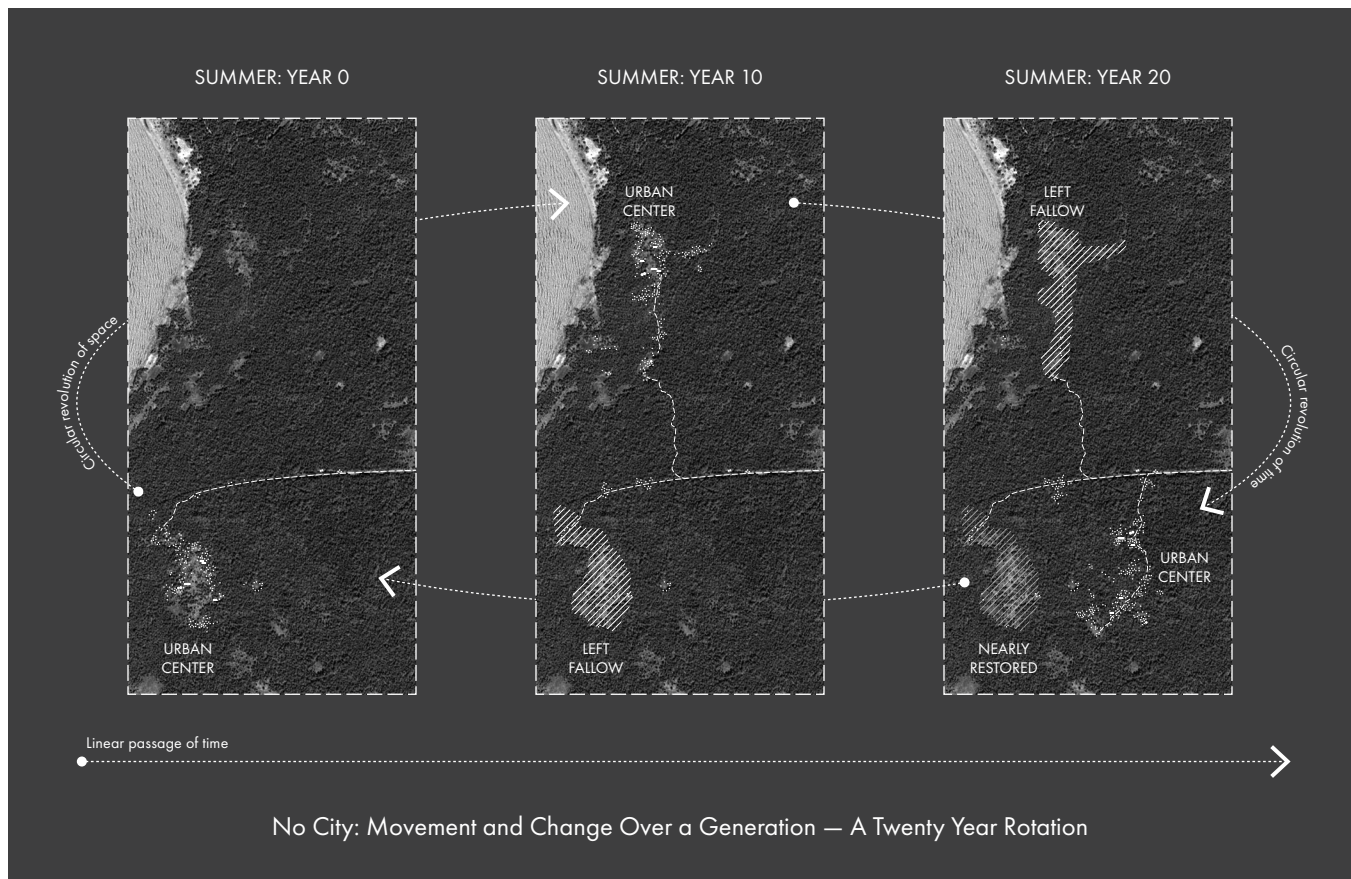 SUMMER: YEAR 0
SUMMER: YEAR 10
SUMMER: YEAR 20
URBAN
CENTER
LEFT
FALLOW
Circular revolution of space
Circular revolution of time
URBAN
CENTER
URBAN
CENTER
LEFT
FALLOW
NEARLY
RESTORED
Linear passage of time
No City: Movement and Change Over a Generation — A Twenty Year Rotation